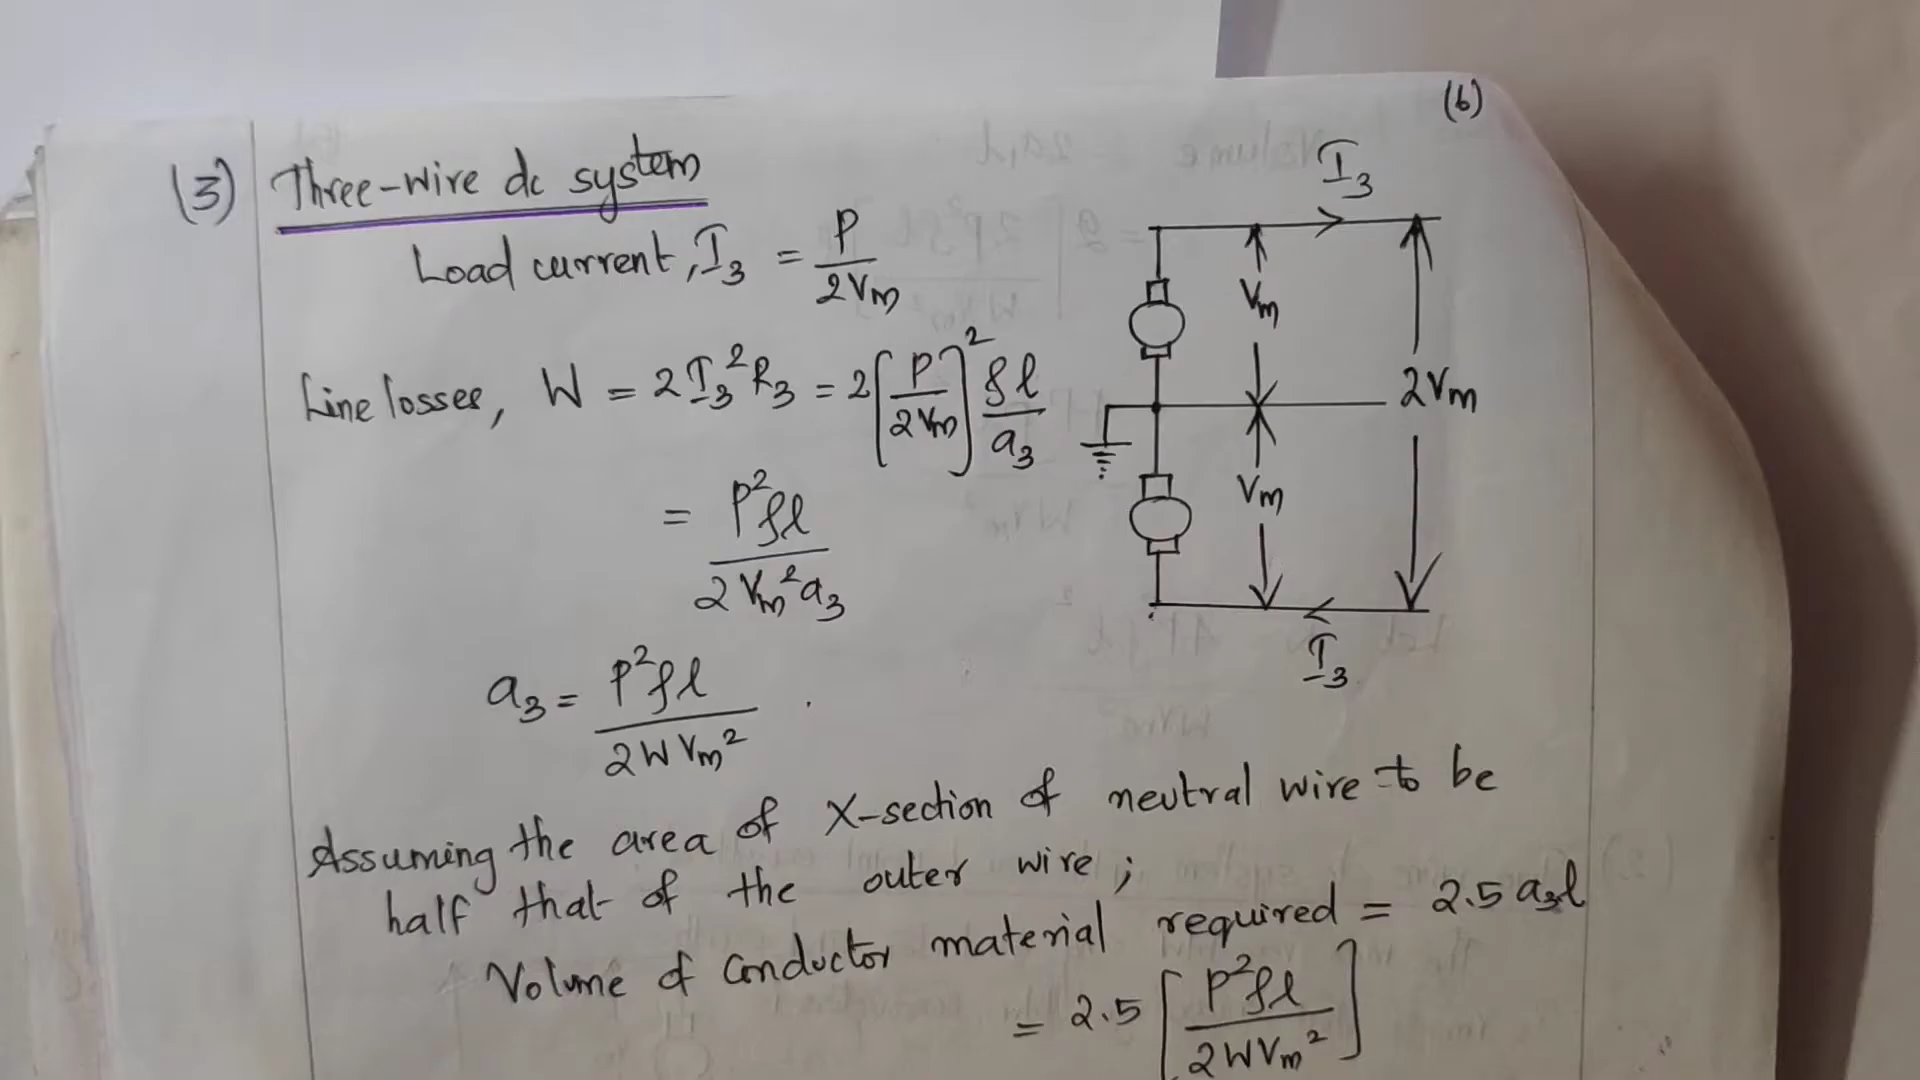 (6)
(3) Three-wire dc system
Load current, I₃ = P / 2Vm
Line losses, W = 2I₃²R₃ = 2[P / 2Vm]² ρl / a₃
= P²ρl / 2Vm²a₃
a₃ = P²ρl / 2WVm²
I₃
Vm
2Vm
Vm
I₃
Assuming the area of X-section of neutral wire to be
half that of the outer wire;
Volume of Conductor material required = 2.5 a₃l
= 2.5 [P²ρl / 2WVm²]